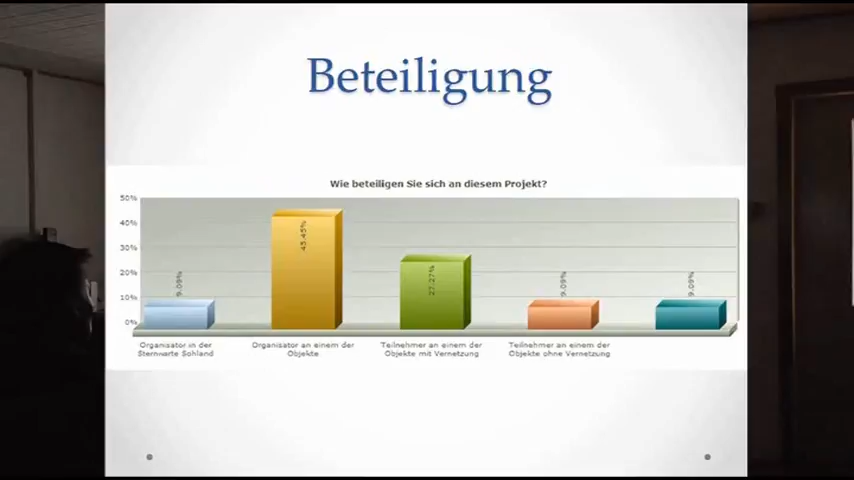 Beteiligung
Wie beteiligen Sie sich an diesem Projekt?
50%
40%
30%
20%
10%
0%
9.09%
45.45%
27.27%
9.09%
9.09%
Organisator in der
Sternwarte Sohland
Organisator an einem der
Objekte
Teilnehmer an einem der
Objekte mit Vernetzung
Teilnehmer an einem der
Objekte ohne Vernetzung